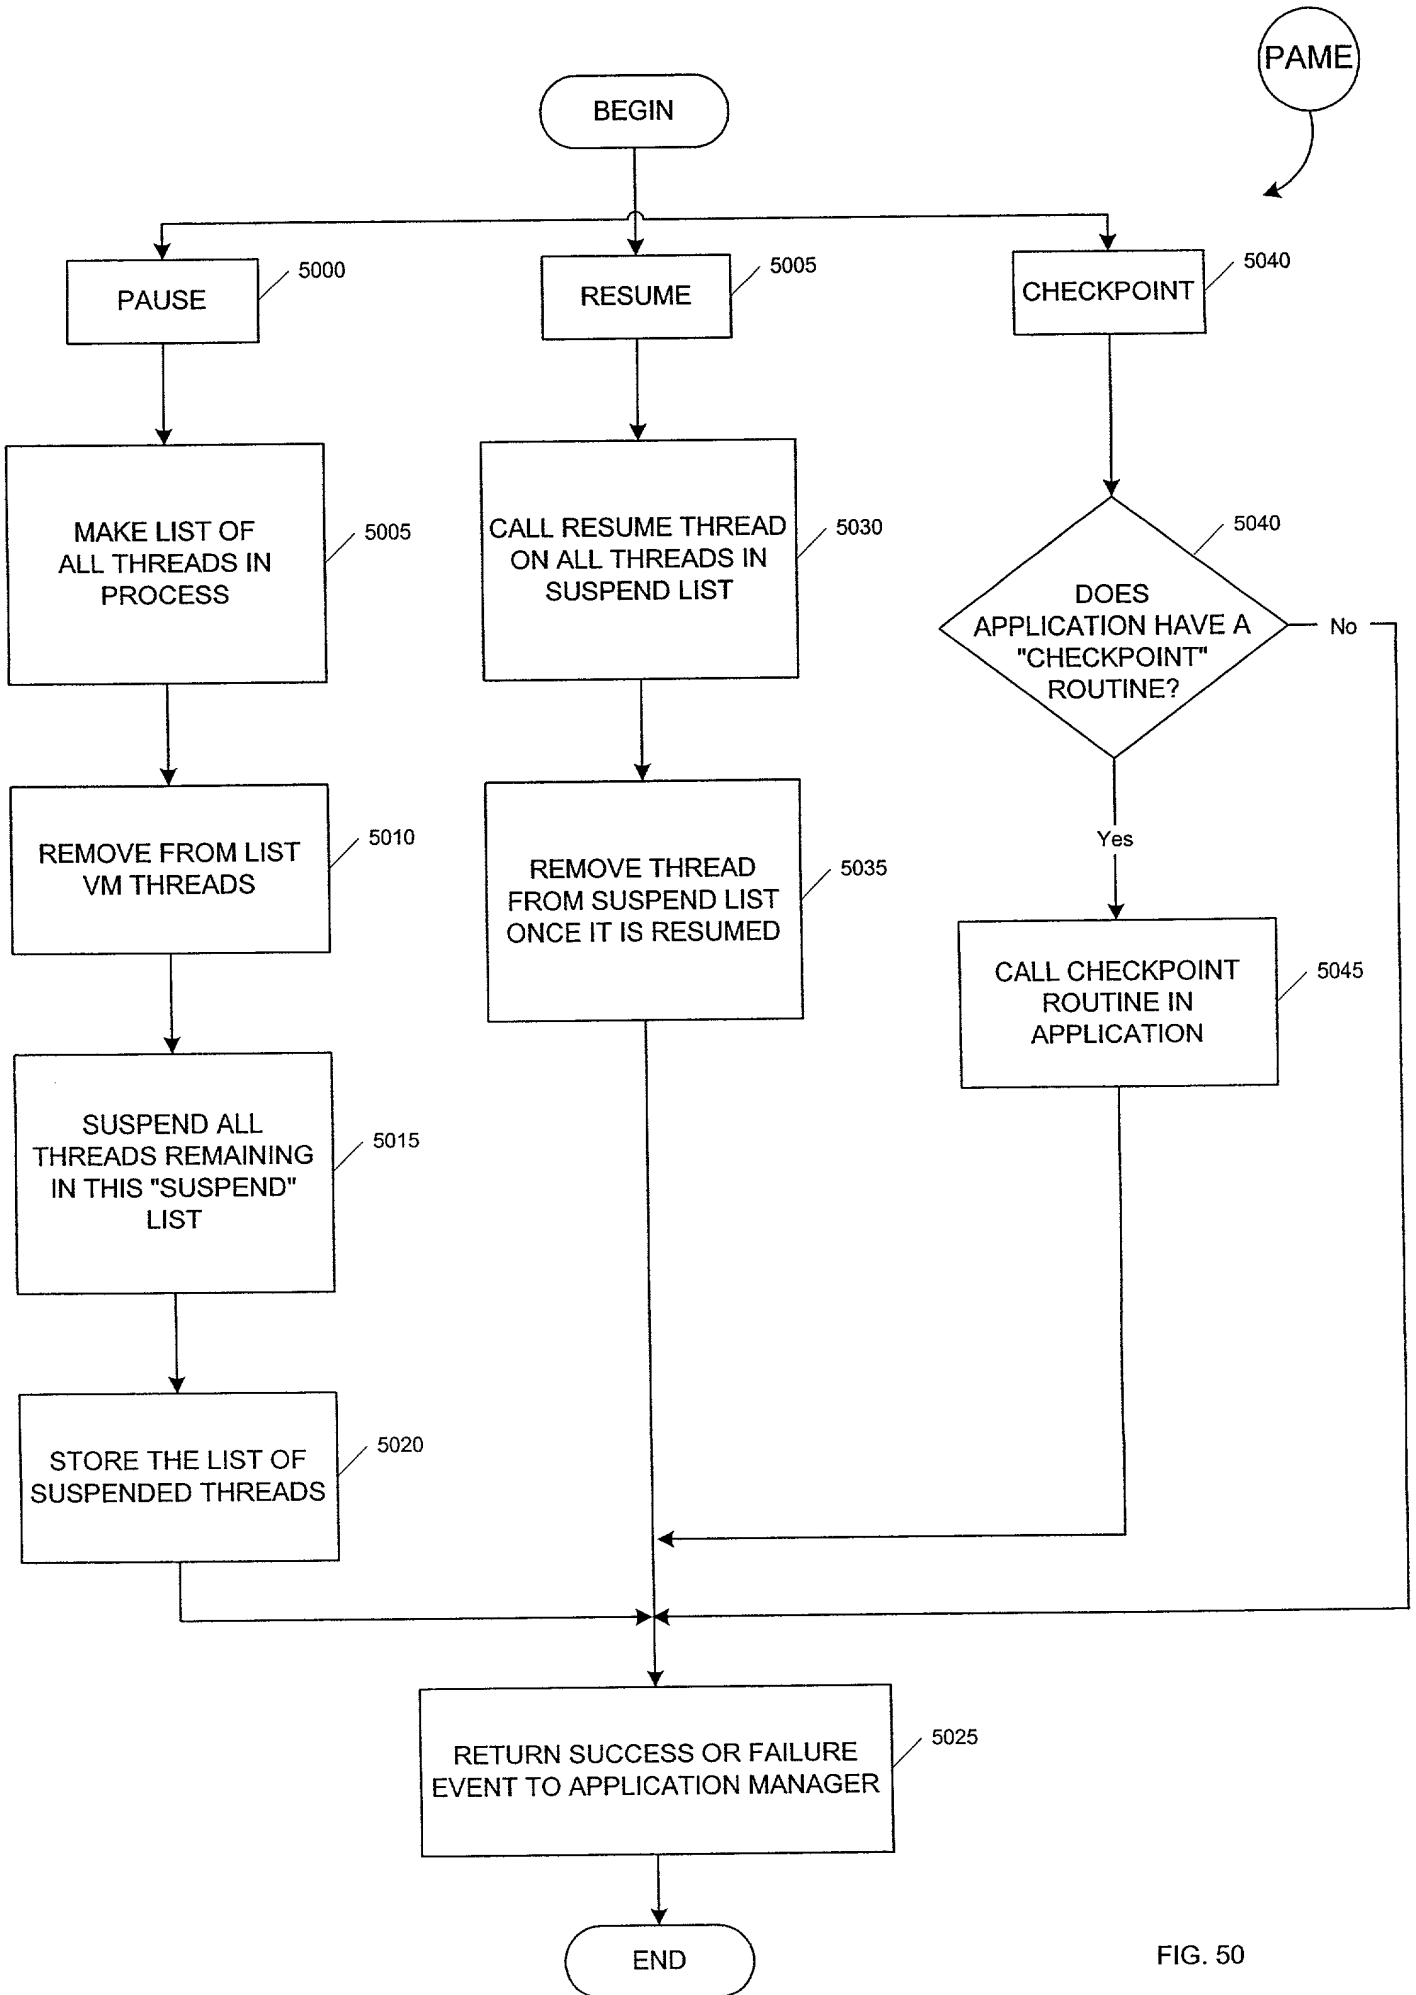 PAME
BEGIN
PAUSE
5000
RESUME
5005
CHECKPOINT
5040
MAKE LIST OF
ALL THREADS IN
PROCESS
5005
CALL RESUME THREAD
ON ALL THREADS IN
SUSPEND LIST
5030
DOES
APPLICATION HAVE A
"CHECKPOINT"
ROUTINE?
5040
No
Yes
REMOVE FROM LIST
VM THREADS
5010
REMOVE THREAD
FROM SUSPEND LIST
ONCE IT IS RESUMED
5035
CALL CHECKPOINT
ROUTINE IN
APPLICATION
5045
SUSPEND ALL
THREADS REMAINING
IN THIS "SUSPEND"
LIST
5015
STORE THE LIST OF
SUSPENDED THREADS
5020
RETURN SUCCESS OR FAILURE
EVENT TO APPLICATION MANAGER
5025
END
FIG. 50